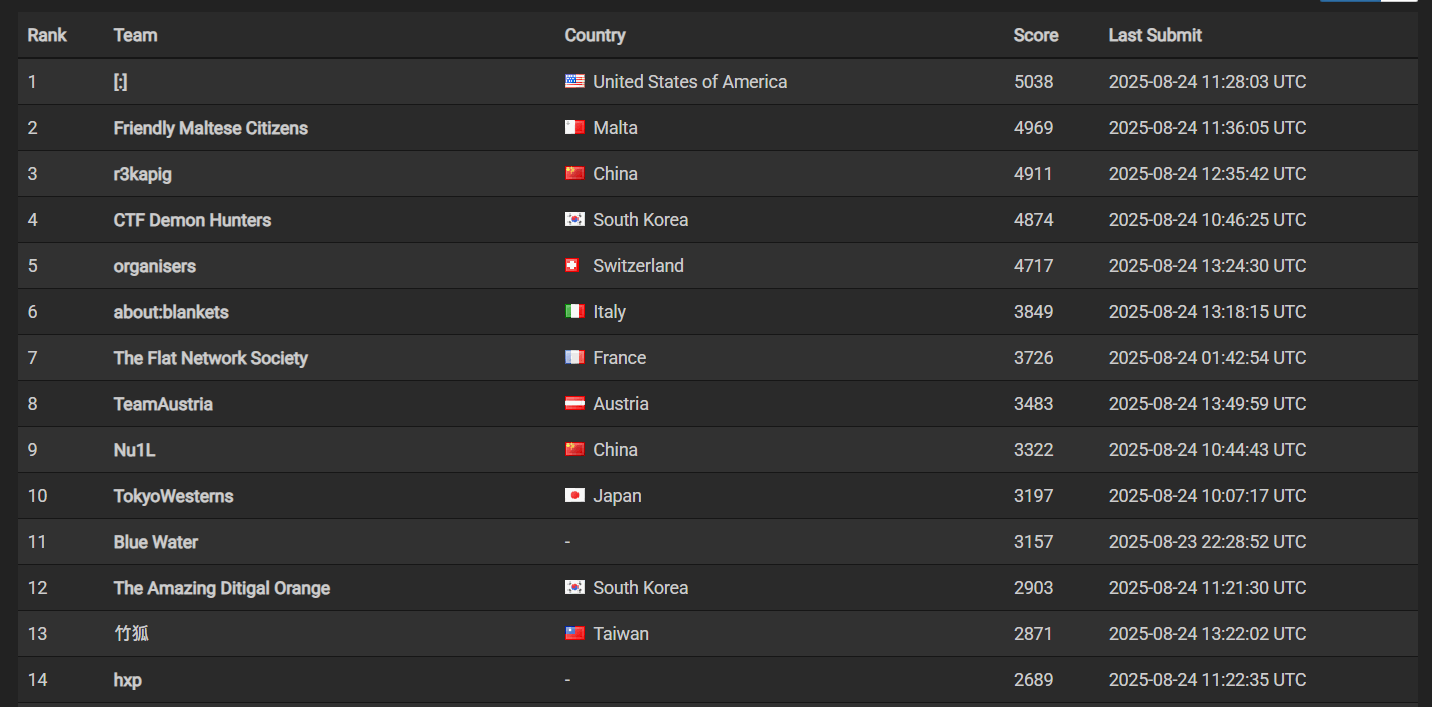 Rank Team Country Score Last Submit
1 [:] United States of America 5038 2025-08-24 11:28:03 UTC
2 Friendly Maltese Citizens Malta 4969 2025-08-24 11:36:05 UTC
3 r3kapig China 4911 2025-08-24 12:35:42 UTC
4 CTF Demon Hunters South Korea 4874 2025-08-24 10:46:25 UTC
5 organisers Switzerland 4717 2025-08-24 13:24:30 UTC
6 about:blankets Italy 3849 2025-08-24 13:18:15 UTC
7 The Flat Network Society France 3726 2025-08-24 01:42:54 UTC
8 TeamAustria Austria 3483 2025-08-24 13:49:59 UTC
9 Nu1L China 3322 2025-08-24 10:44:43 UTC
10 TokyoWesterns Japan 3197 2025-08-24 10:07:17 UTC
11 Blue Water - 3157 2025-08-23 22:28:52 UTC
12 The Amazing Ditigal Orange South Korea 2903 2025-08-24 11:21:30 UTC
13 竹狐 Taiwan 2871 2025-08-24 13:22:02 UTC
14 hxp - 2689 2025-08-24 11:22:35 UTC